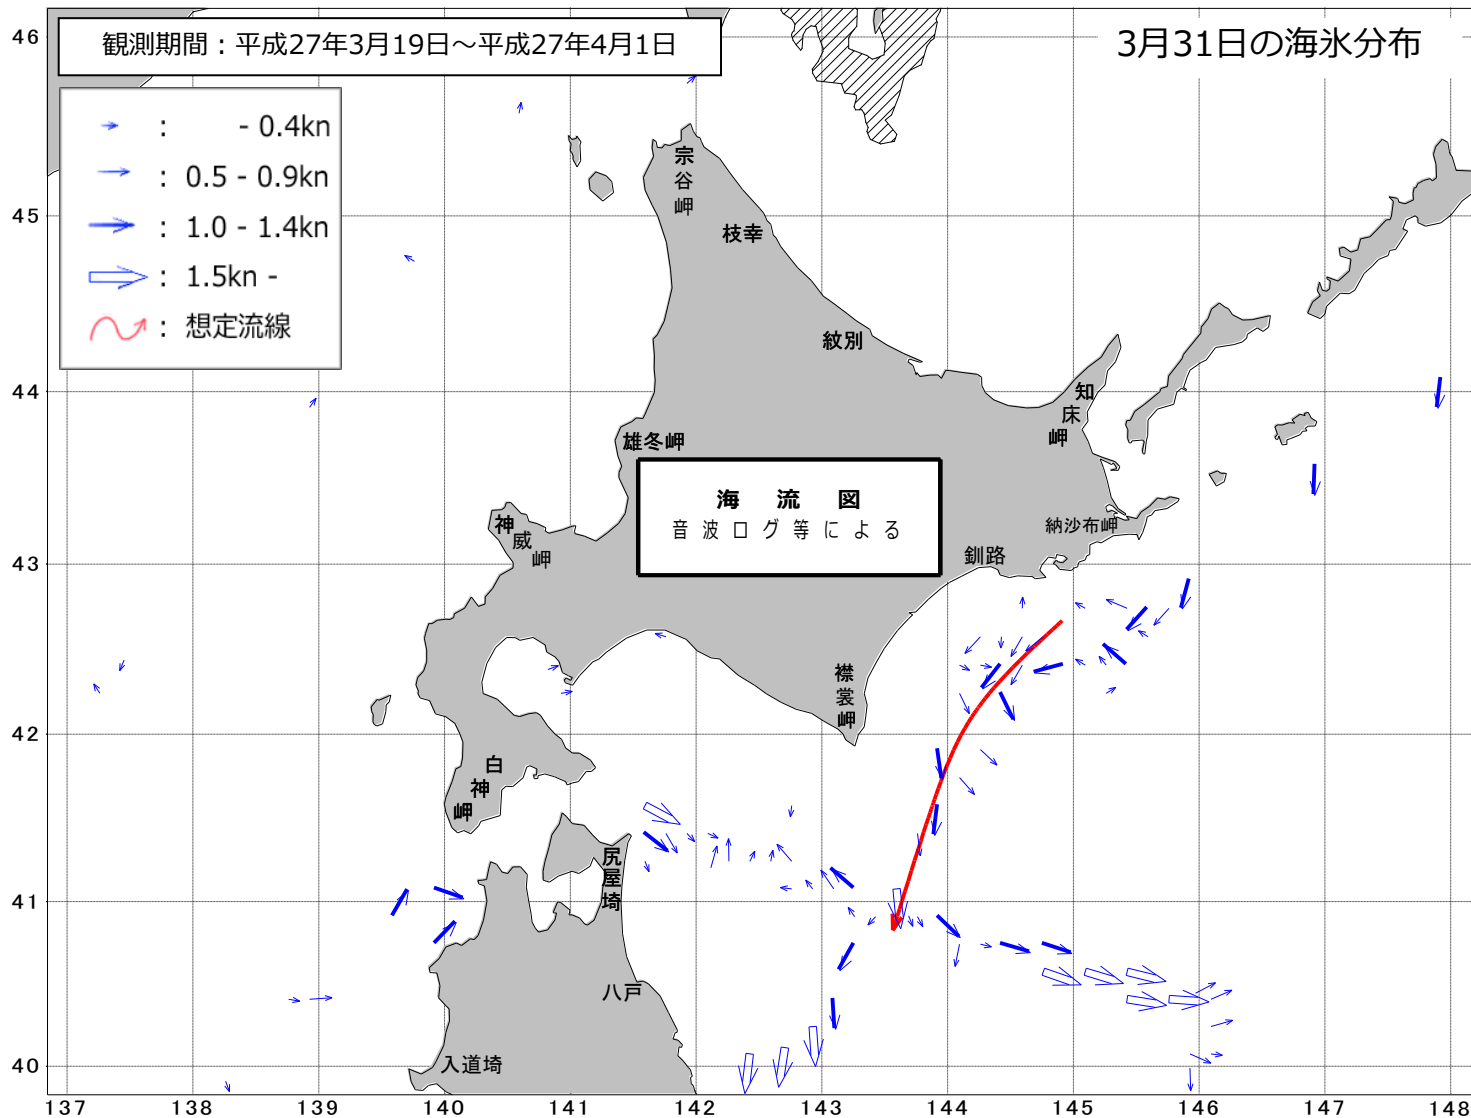 観測期間：平成27年3月19日～平成27年4月1日
3月31日の海氷分布
： - 0.4kn
： 0.5 - 0.9kn
： 1.0 - 1.4kn
： 1.5kn -
： 想定流線
46
45
44
43
42
41
40
宗谷岬
枝幸
紋別
知床岬
雄冬岬
海 流 図
音 波 ロ グ 等 に よ る
神威岬
納沙布岬
釧路
襟裳岬
白神岬
尻屋埼
八戸
入道埼
137 138 139 140 141 142 143 144 145 146 147 148